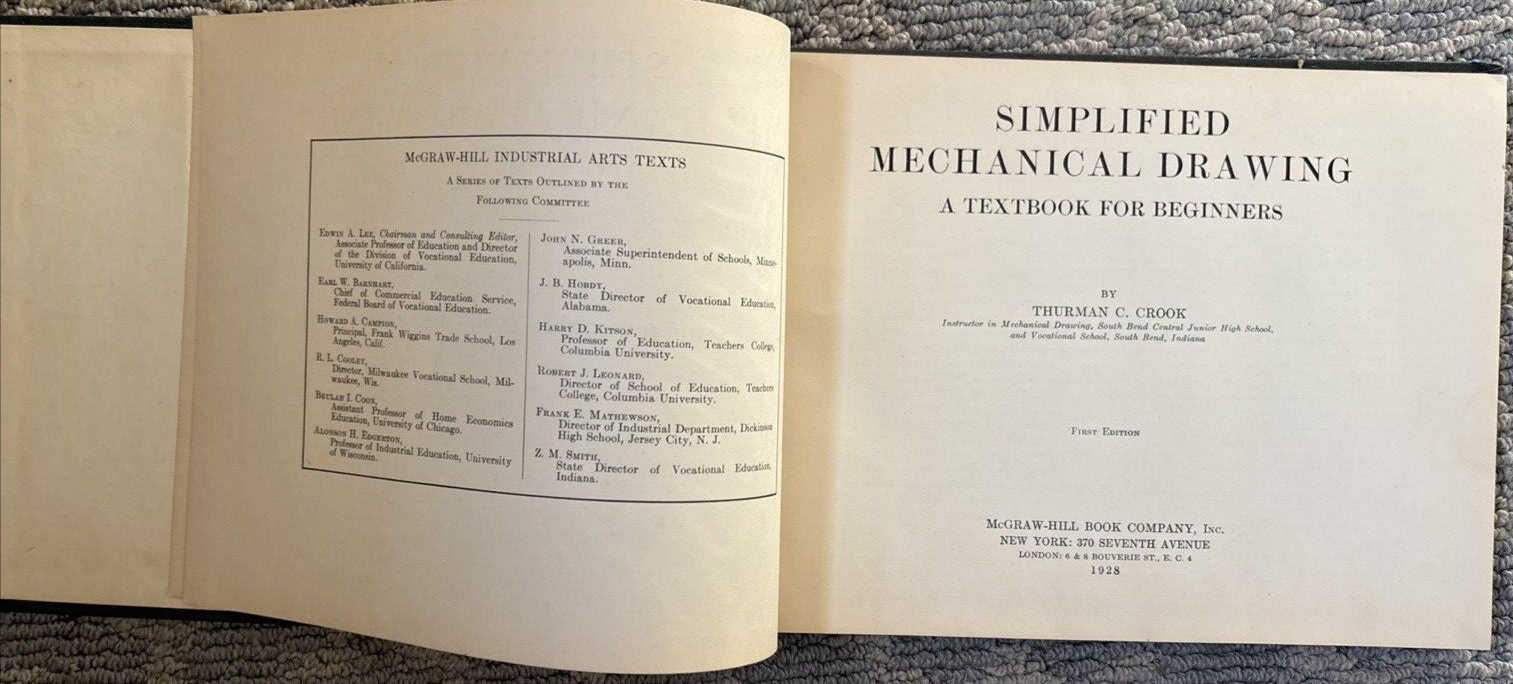 McGRAW-HILL INDUSTRIAL ARTS TEXTS
A Series of Texts Outlined by the
Following Committee
Edwin A. Lee, Chairman and Consulting Editor,
Associate Professor of Education and Director
of the Division of Vocational Education,
University of California.
Earl W. Barnhart,
Chief of Commercial Education Service,
Federal Board of Vocational Education.
Howard A. Campion,
Principal, Frank Wiggins Trade School, Los
Angeles, Calif.
R. L. Cooley,
Director, Milwaukee Vocational School, Mil-
waukee, Wis.
Beulah I. Coon,
Assistant Professor of Home Economics
Education, University of Chicago.
Alonson H. Edgerton,
Professor of Industrial Education, University
of Wisconsin.
John N. Greer,
Associate Superintendent of Schools, Minne-
apolis, Minn.
J. B. Hobdy,
State Director of Vocational Education,
Alabama.
Harry D. Kitson,
Professor of Education, Teachers College,
Columbia University.
Robert J. Leonard,
Director of School of Education, Teachers
College, Columbia University.
Frank E. Mathewson,
Director of Industrial Department, Dickinson
High School, Jersey City, N. J.
Z. M. Smith,
State Director of Vocational Education,
Indiana.
SIMPLIFIED
MECHANICAL DRAWING
A TEXTBOOK FOR BEGINNERS
BY
THURMAN C. CROOK
Instructor in Mechanical Drawing, South Bend Central Junior High School,
and Vocational School, South Bend, Indiana
First Edition
McGRAW-HILL BOOK COMPANY, Inc.
NEW YORK: 370 SEVENTH AVENUE
LONDON: 6 & 8 BOUVERIE ST., E. C. 4
1928